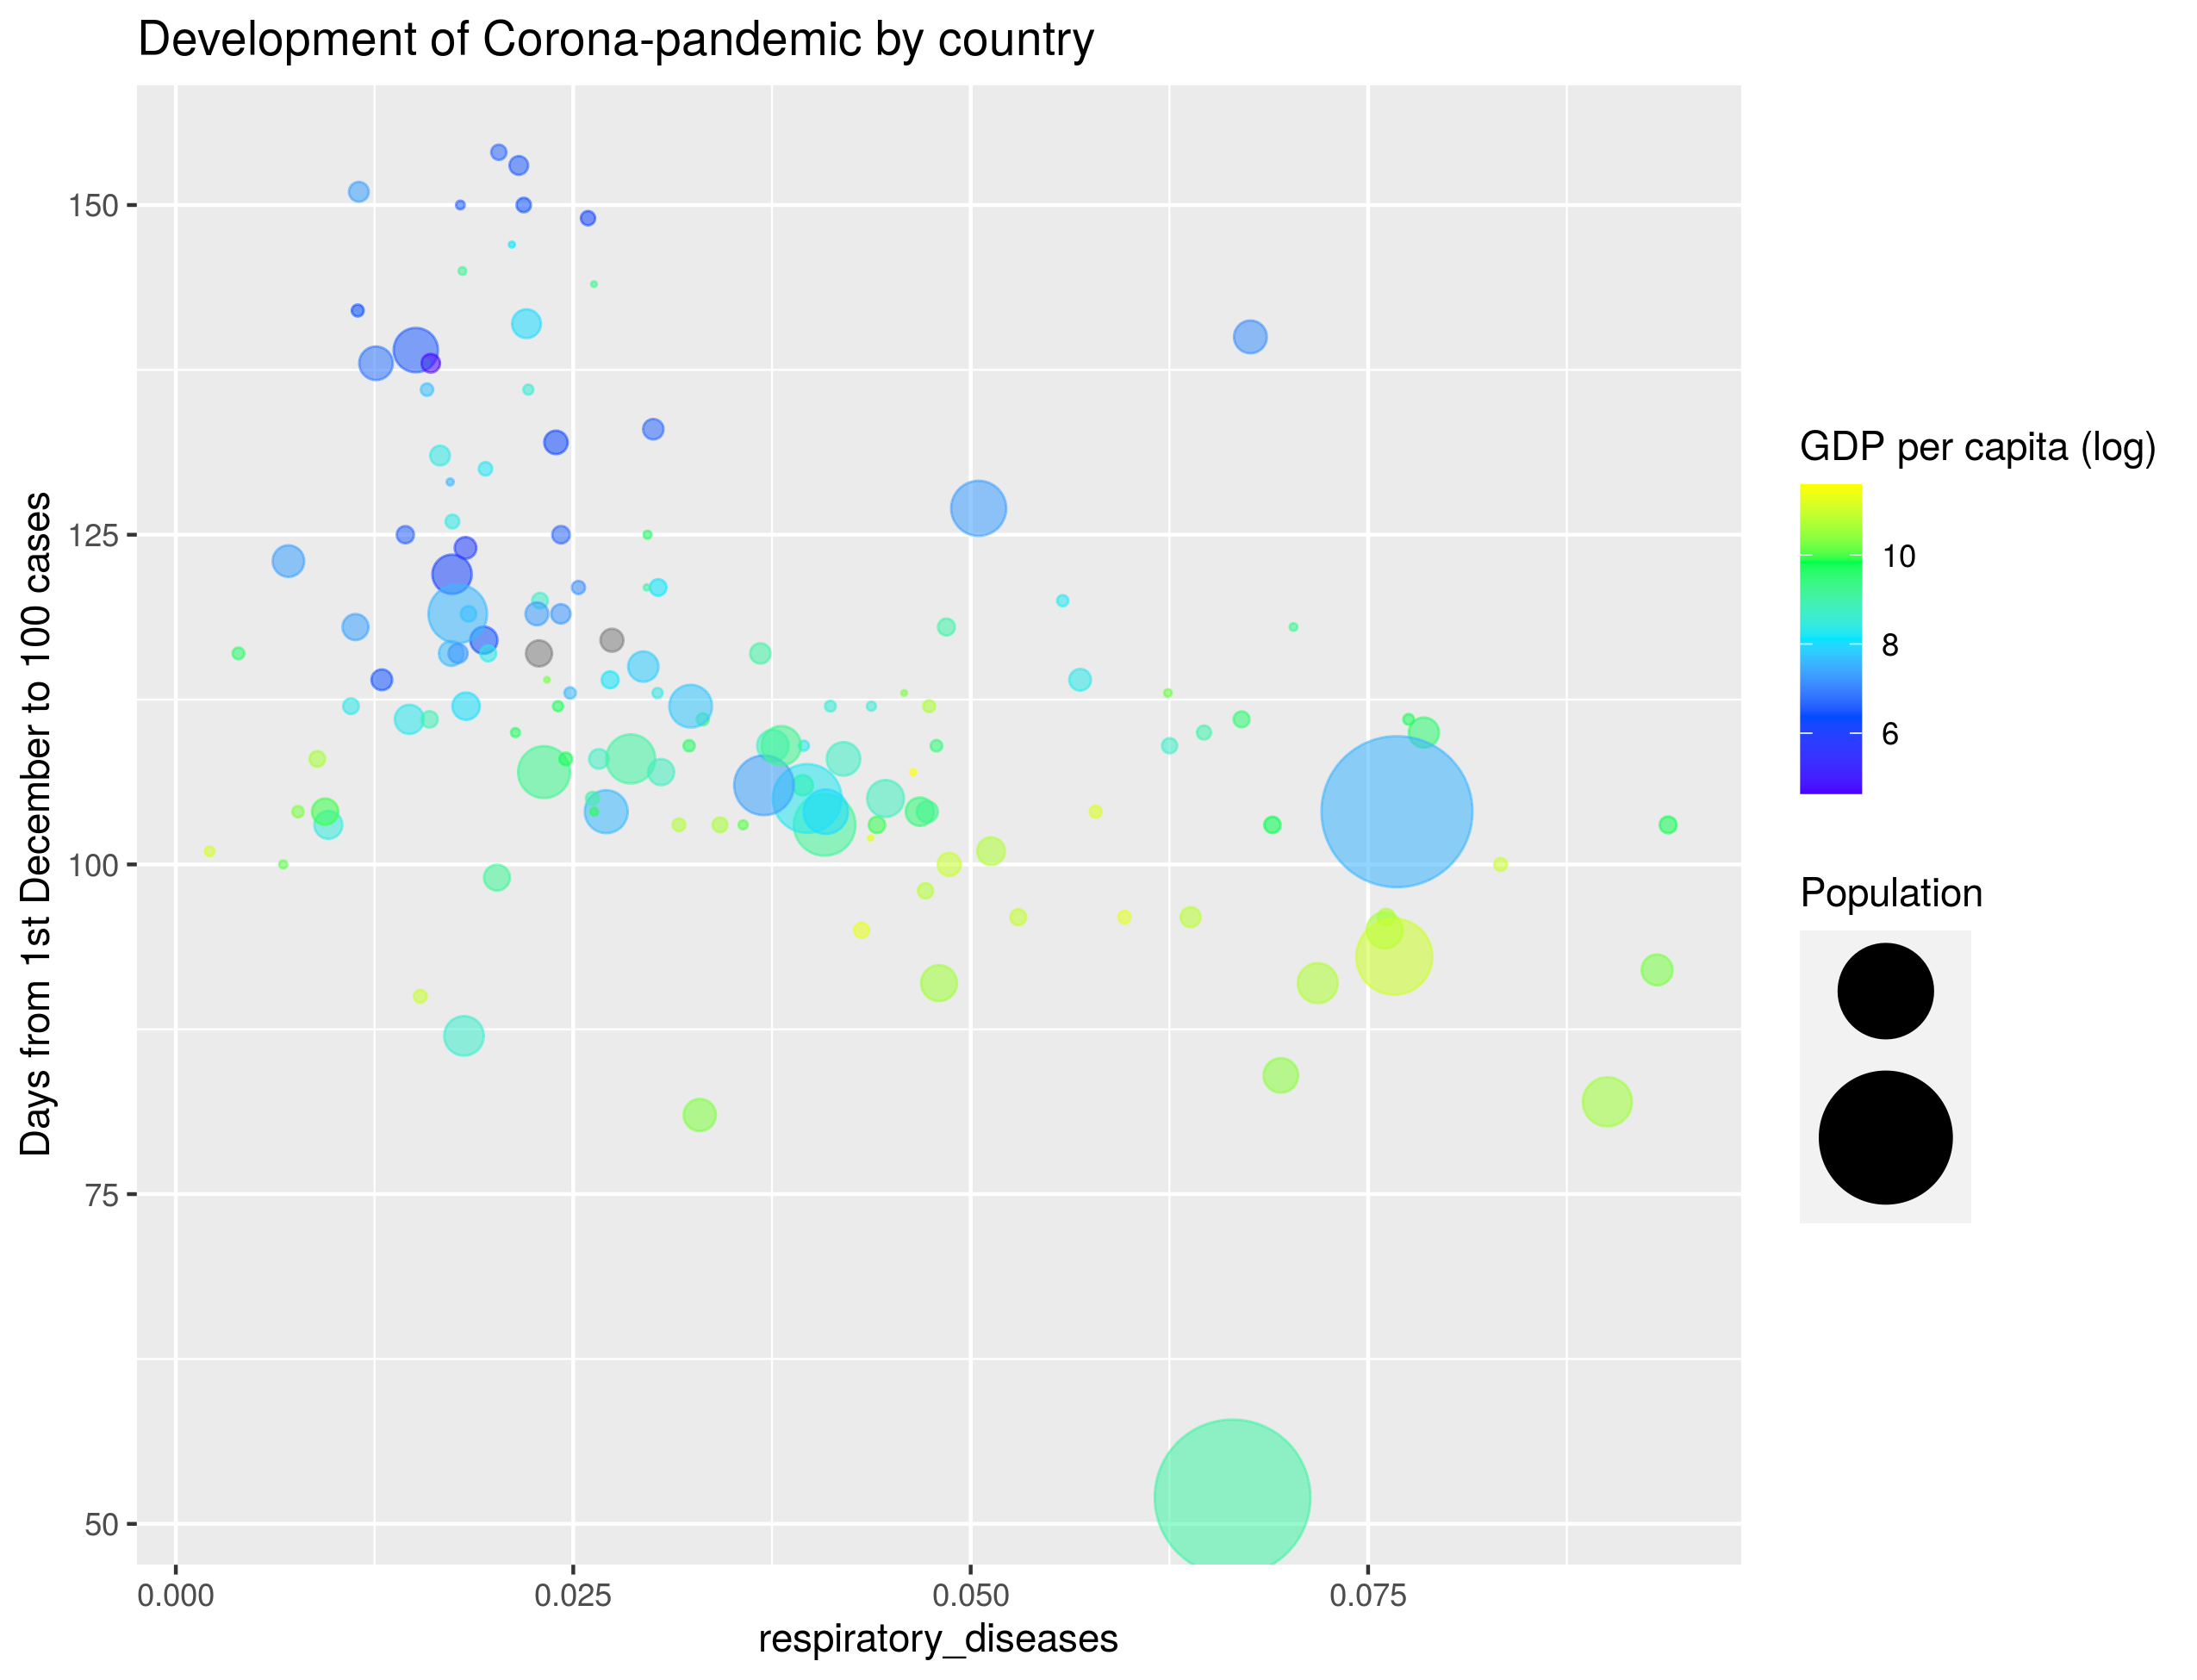 Development of Corona-pandemic by country
Days from 1st December to 100 cases
150
125
100
75
50
0.000 0.025 0.050 0.075
respiratory_diseases
GDP per capita (log)
10
8
6
Population